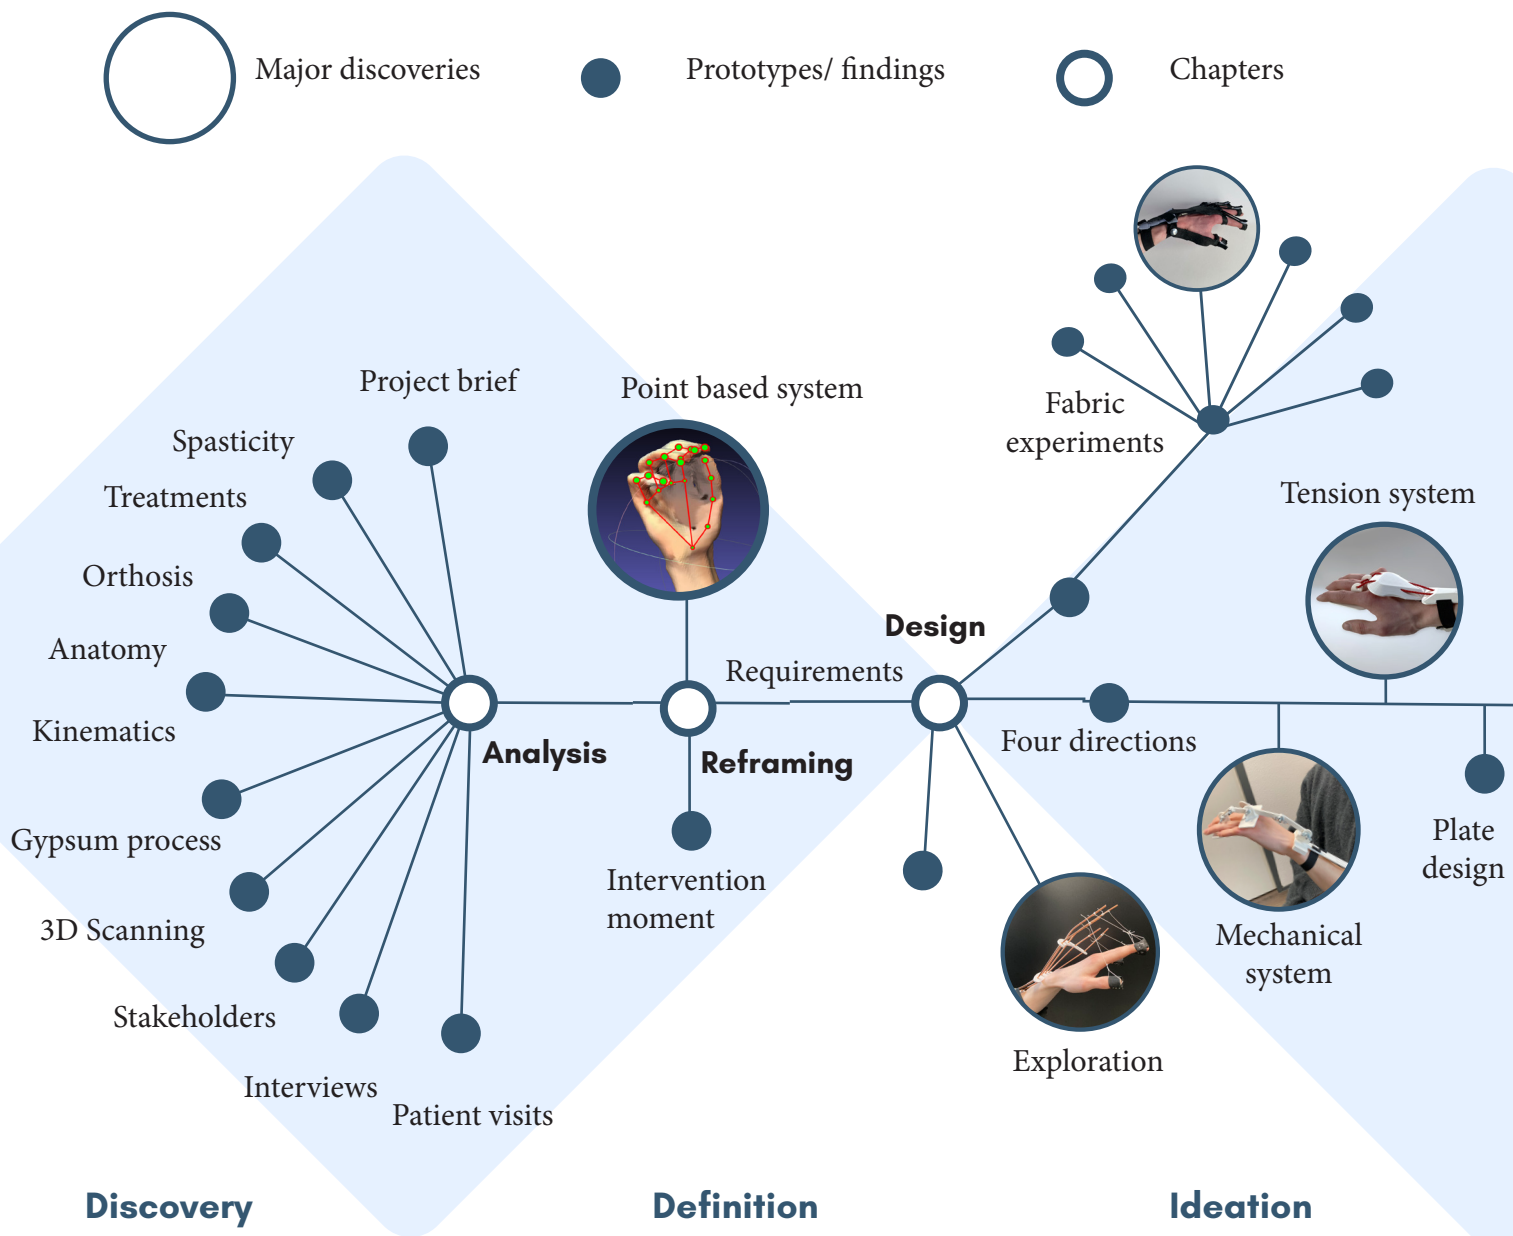 Major discoveries
Prototypes/ findings
Chapters
Project brief
Spasticity
Treatments
Orthosis
Anatomy
Kinematics
Gypsum process
3D Scanning
Stakeholders
Interviews
Patient visits
Analysis
Point based system
Reframing
Intervention
moment
Requirements
Design
Fabric
experiments
Tension system
Four directions
Mechanical
system
Plate
design
Exploration
Discovery
Definition
Ideation